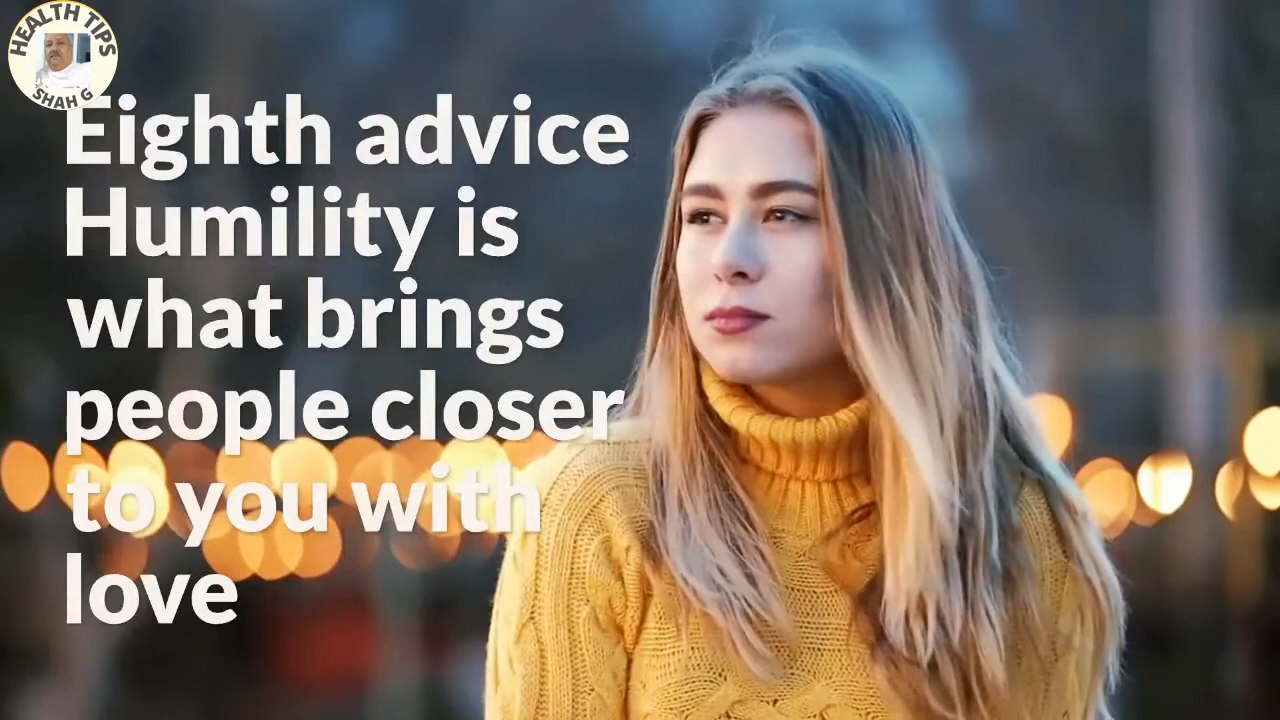 HEALTH TIPS
SHAH G
Eighth advice
Humility is
what brings
people closer
to you with
love